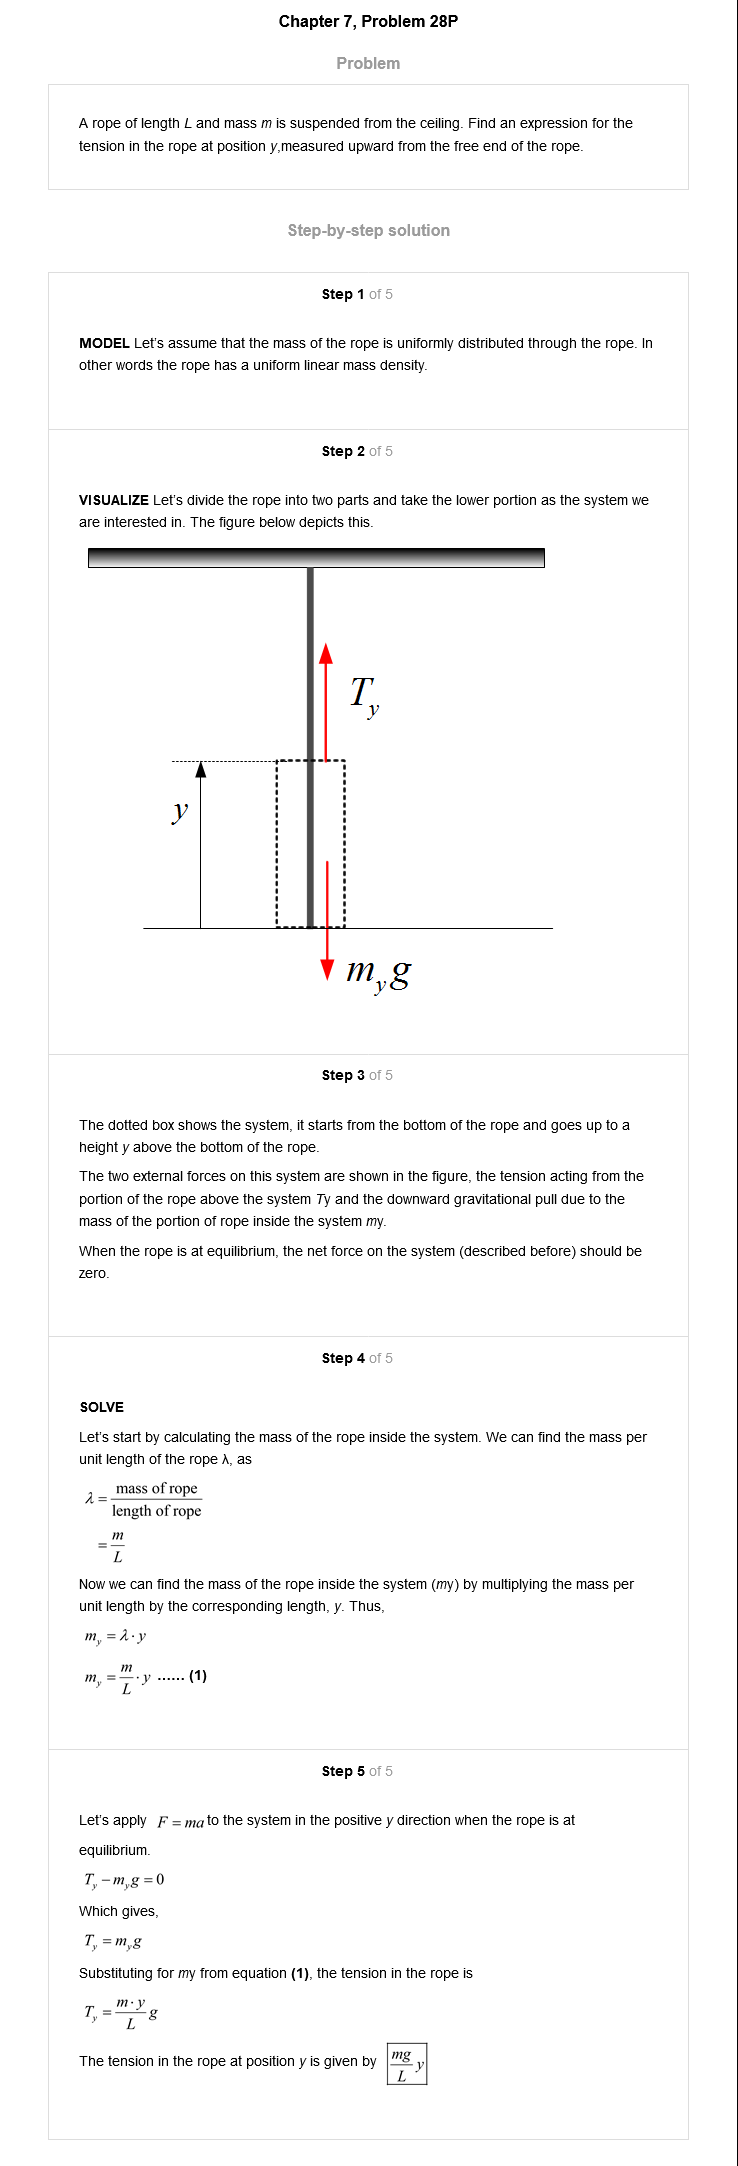 Chapter 7, Problem 28P
Problem
A rope of length L and mass m is suspended from the ceiling. Find an expression for the
tension in the rope at position y,measured upward from the free end of the rope.
Step-by-step solution
Step 1 of 5
MODEL Let's assume that the mass of the rope is uniformly distributed through the rope. In
other words the rope has a uniform linear mass density.
Step 2 of 5
VISUALIZE Let's divide the rope into two parts and take the lower portion as the system we
are interested in. The figure below depicts this.
T_y
y
m_y g
Step 3 of 5
The dotted box shows the system, it starts from the bottom of the rope and goes up to a
height y above the bottom of the rope.
The two external forces on this system are shown in the figure, the tension acting from the
portion of the rope above the system Ty and the downward gravitational pull due to the
mass of the portion of rope inside the system my.
When the rope is at equilibrium, the net force on the system (described before) should be
zero.
Step 4 of 5
SOLVE
Let's start by calculating the mass of the rope inside the system. We can find the mass per
unit length of the rope λ, as
λ = mass of rope / length of rope
= m / L
Now we can find the mass of the rope inside the system (my) by multiplying the mass per
unit length by the corresponding length, y. Thus,
m_y = λ · y
m_y = m / L · y ...... (1)
Step 5 of 5
Let's apply F = ma to the system in the positive y direction when the rope is at
equilibrium.
T_y − m_y g = 0
Which gives,
T_y = m_y g
Substituting for my from equation (1), the tension in the rope is
T_y = m · y / L g
The tension in the rope at position y is given by mg / L y